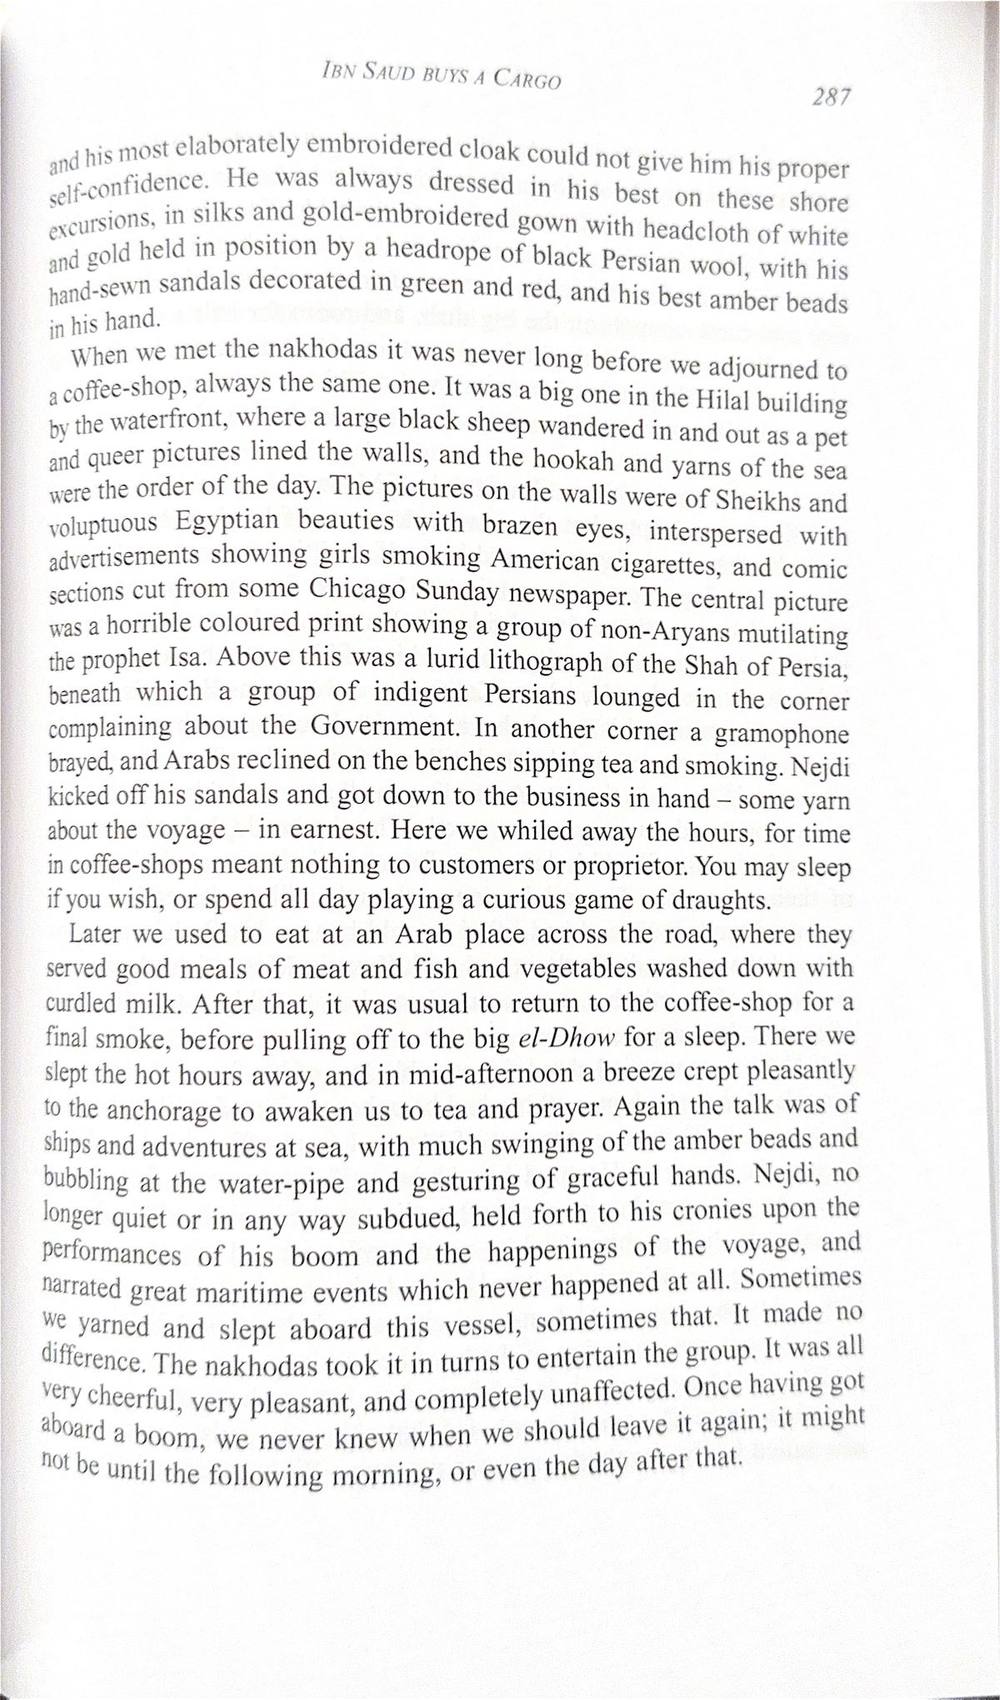 IBN SAUD BUYS A CARGO
287
and his most elaborately embroidered cloak could not give him his proper
self-confidence. He was always dressed in his best on these shore
excursions, in silks and gold-embroidered gown with headcloth of white
and gold held in position by a headrope of black Persian wool, with his
hand-sewn sandals decorated in green and red, and his best amber beads
in his hand.
When we met the nakhodas it was never long before we adjourned to
a coffee-shop, always the same one. It was a big one in the Hilal building
by the waterfront, where a large black sheep wandered in and out as a pet
and queer pictures lined the walls, and the hookah and yarns of the sea
were the order of the day. The pictures on the walls were of Sheikhs and
voluptuous Egyptian beauties with brazen eyes, interspersed with
advertisements showing girls smoking American cigarettes, and comic
sections cut from some Chicago Sunday newspaper. The central picture
was a horrible coloured print showing a group of non-Aryans mutilating
the prophet Isa. Above this was a lurid lithograph of the Shah of Persia,
beneath which a group of indigent Persians lounged in the corner
complaining about the Government. In another corner a gramophone
brayed, and Arabs reclined on the benches sipping tea and smoking. Nejdi
kicked off his sandals and got down to the business in hand – some yarn
about the voyage – in earnest. Here we whiled away the hours, for time
in coffee-shops meant nothing to customers or proprietor. You may sleep
if you wish, or spend all day playing a curious game of draughts.
Later we used to eat at an Arab place across the road, where they
served good meals of meat and fish and vegetables washed down with
curdled milk. After that, it was usual to return to the coffee-shop for a
final smoke, before pulling off to the big el-Dhow for a sleep. There we
slept the hot hours away, and in mid-afternoon a breeze crept pleasantly
to the anchorage to awaken us to tea and prayer. Again the talk was of
ships and adventures at sea, with much swinging of the amber beads and
bubbling at the water-pipe and gesturing of graceful hands. Nejdi, no
longer quiet or in any way subdued, held forth to his cronies upon the
performances of his boom and the happenings of the voyage, and
narrated great maritime events which never happened at all. Sometimes
we yarned and slept aboard this vessel, sometimes that. It made no
difference. The nakhodas took it in turns to entertain the group. It was all
very cheerful, very pleasant, and completely unaffected. Once having got
aboard a boom, we never knew when we should leave it again; it might
not be until the following morning, or even the day after that.